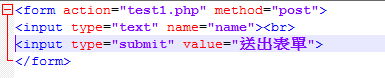 <form action="test1.php" method="post">
<input type="text" name="name"><br>
<input type="submit" value="送出表單">
</form>